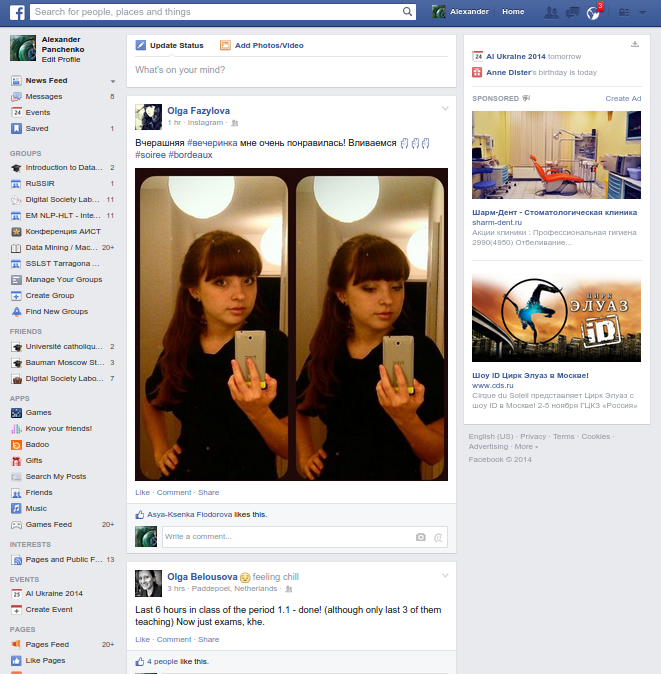 f Search for people, places and things Alexander Home 3
Alexander
Panchenko
Edit Profile
News Feed
Messages 8
24 Events
Saved 1
GROUPS
Introduction to Data... 2
RuSSIR 1
Digital Society Lab... 11
EM NLP-HLT - Inte... 11
Конференция АИСТ
Data Mining / Mac... 20+
SSLST Tarragona ...
Manage Your Groups
Create Group
Find New Groups
FRIENDS
Université catholiqu... 2
Bauman Moscow St... 3
Digital Society Labo... 7
APPS
Games
Know your friends!
Badoo
Gifts
Search My Posts
Friends
Music
Games Feed 20+
INTERESTS
Pages and Public F... 13
EVENTS
25 AI Ukraine 2014
Create Event
PAGES
Pages Feed 20+
Like Pages
Update Status Add Photos/Video
What's on your mind?
Olga Fazylova
1 hr · Instagram ·
Вчерашняя #вечеринка мне очень понравилась! Вливаемся
#soiree #bordeaux
Like · Comment · Share
Asya-Ksenka Fiodorova likes this.
Write a comment...
Olga Belousova feeling chill
3 hrs · Paddepoel, Netherlands ·
Last 6 hours in class of the period 1.1 - done! (although only last 3 of them
teaching) Now just exams, khe.
Like · Comment · Share
4 people like this.
24 AI Ukraine 2014 tomorrow
Anne Dister's birthday is today
SPONSORED Create Ad
Шарм-Дент - Стоматологическая клиника
sharm-dent.ru
Акции клиники : Профессиональная гигиена
2990(4950) Отбеливание...
ЦИРК
ЭЛУАЗ
iD
Шоу ID Цирк Элуаз в Москве!
www.cds.ru
Cirque du Soleil представляет Цирк Элуаз с
шоу ID в Москве! 2-5 ноября ГЦКЗ «Россия»
English (US) · Privacy · Terms · Cookies ·
Advertising · More
Facebook © 2014